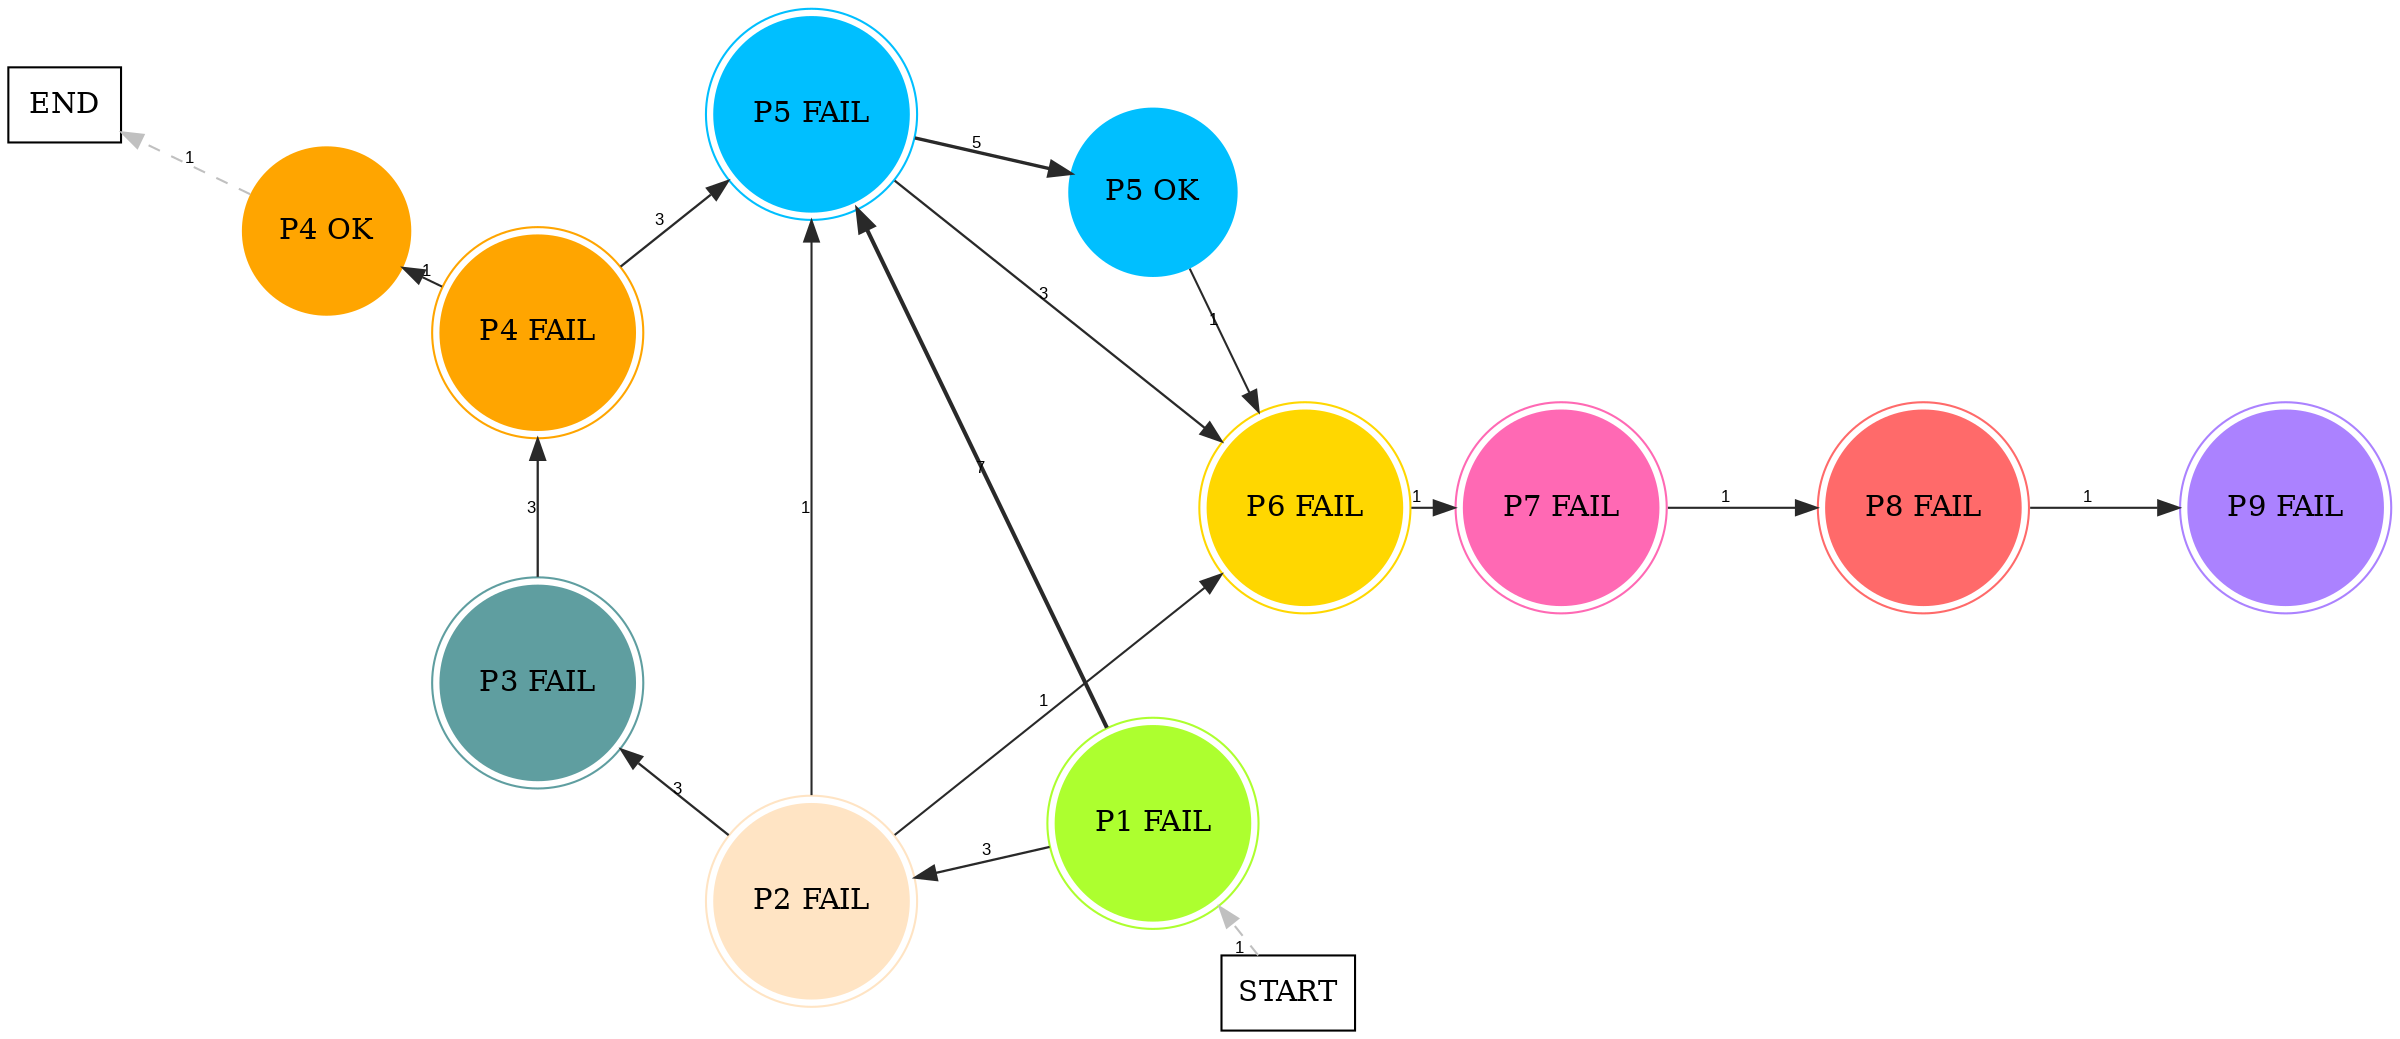 P5 FAIL
END
5
1
P5 OK
P4 OK
3
1
3
1
P4 FAIL
3
7
1
1
1
1
3
P6 FAIL
P7 FAIL
P8 FAIL
P9 FAIL
P3 FAIL
1
3
P1 FAIL
3
P2 FAIL
1
START